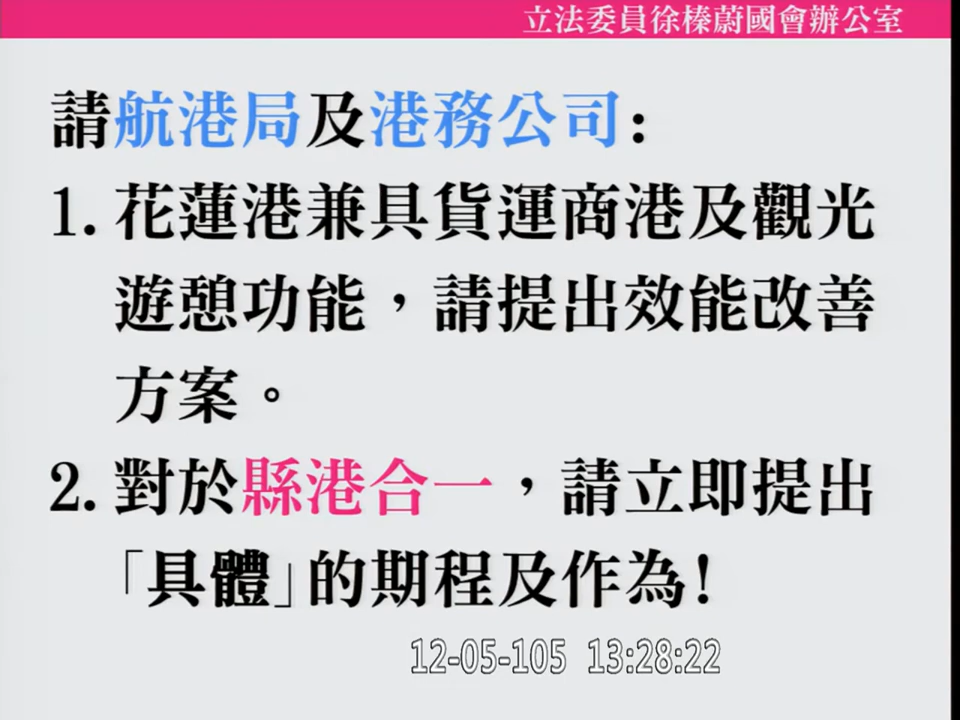 立法委員徐榛蔚國會辦公室
請航港局及港務公司:
1. 花蓮港兼具貨運商港及觀光
遊憩功能，請提出效能改善
方案。
2. 對於縣港合一，請立即提出
「具體」的期程及作為!
12-05-105 13:28:22